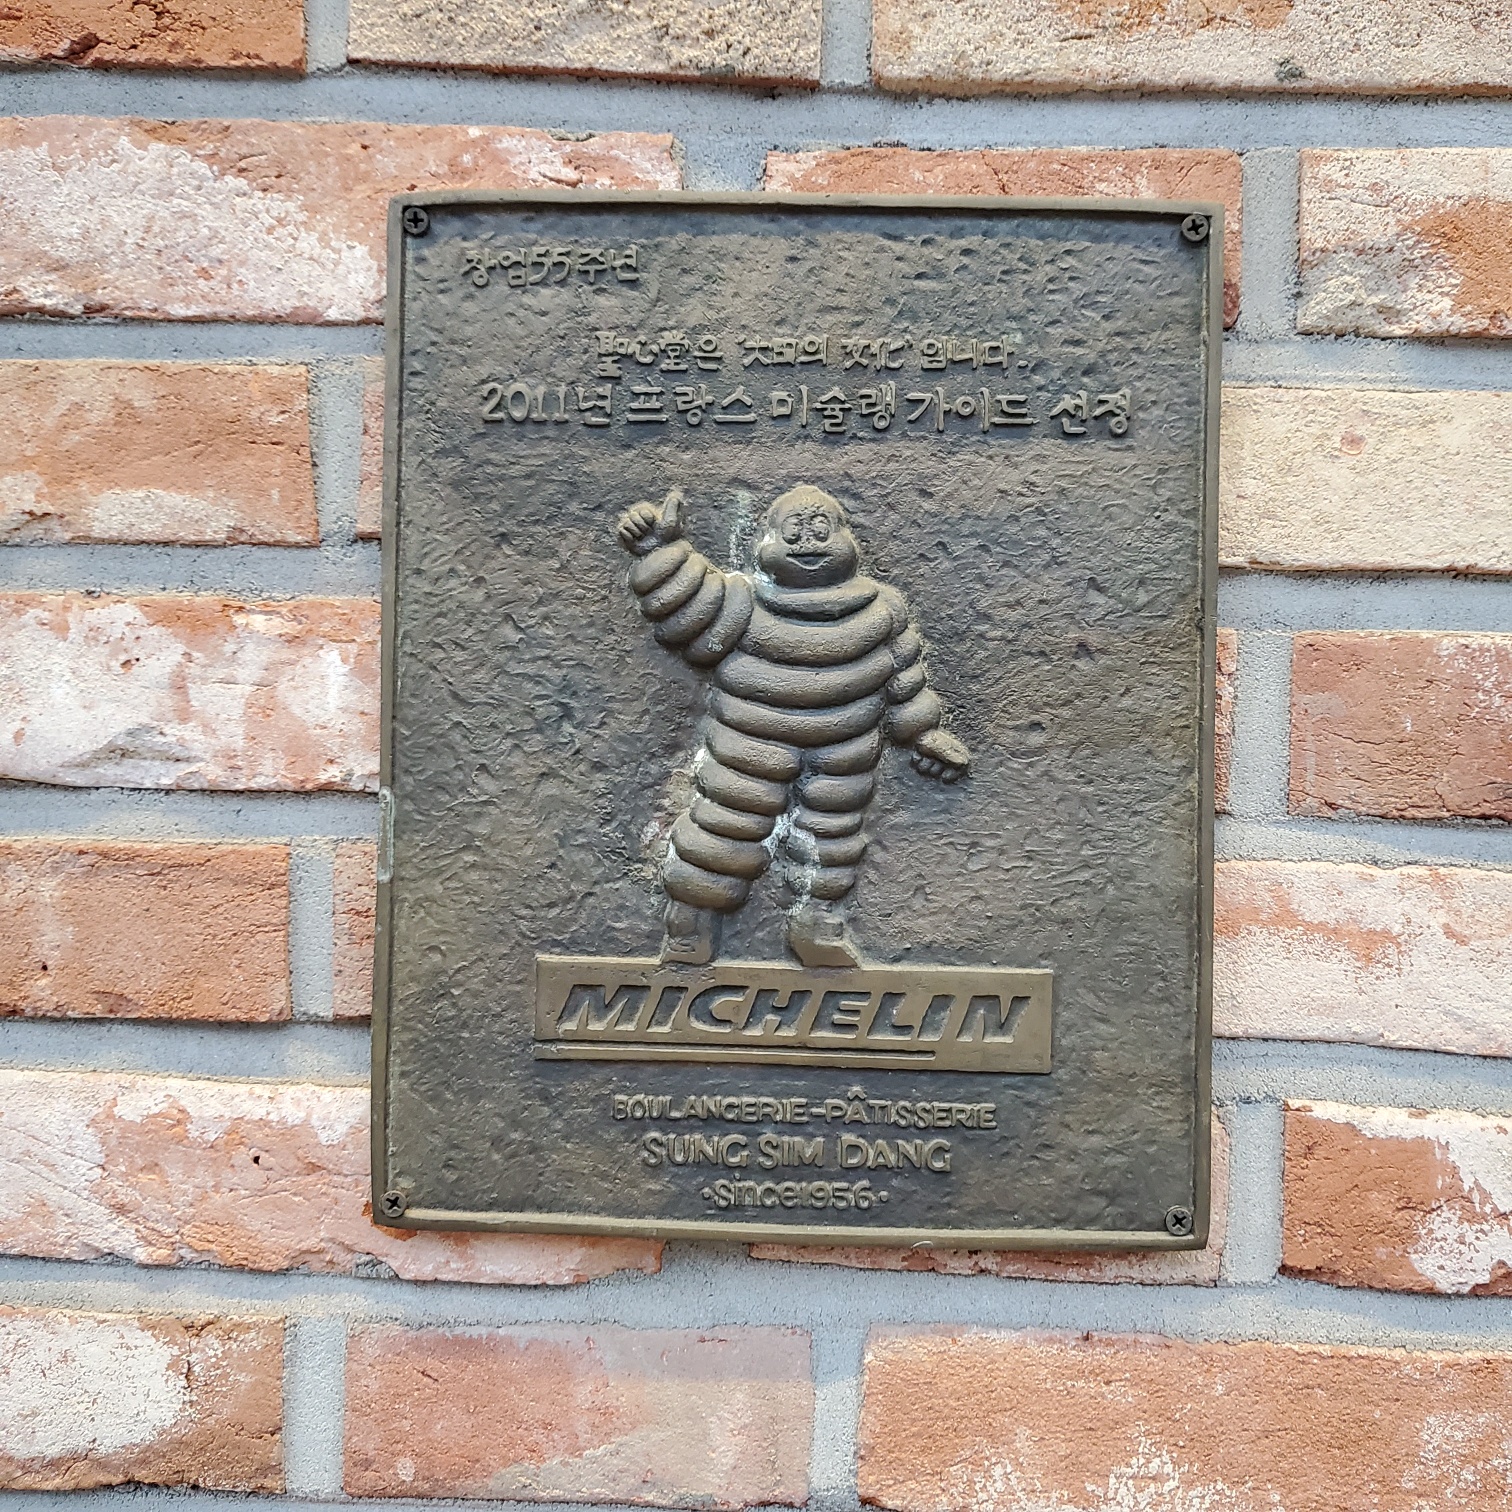 창업55주년
聖心堂은 '大田의 文化' 입니다.
2011년 프랑스 미슐랭 가이드 선정
MICHELIN
BOULANGERIE-PÂTISSERIE
SUNG SIM DANG
·since1956·